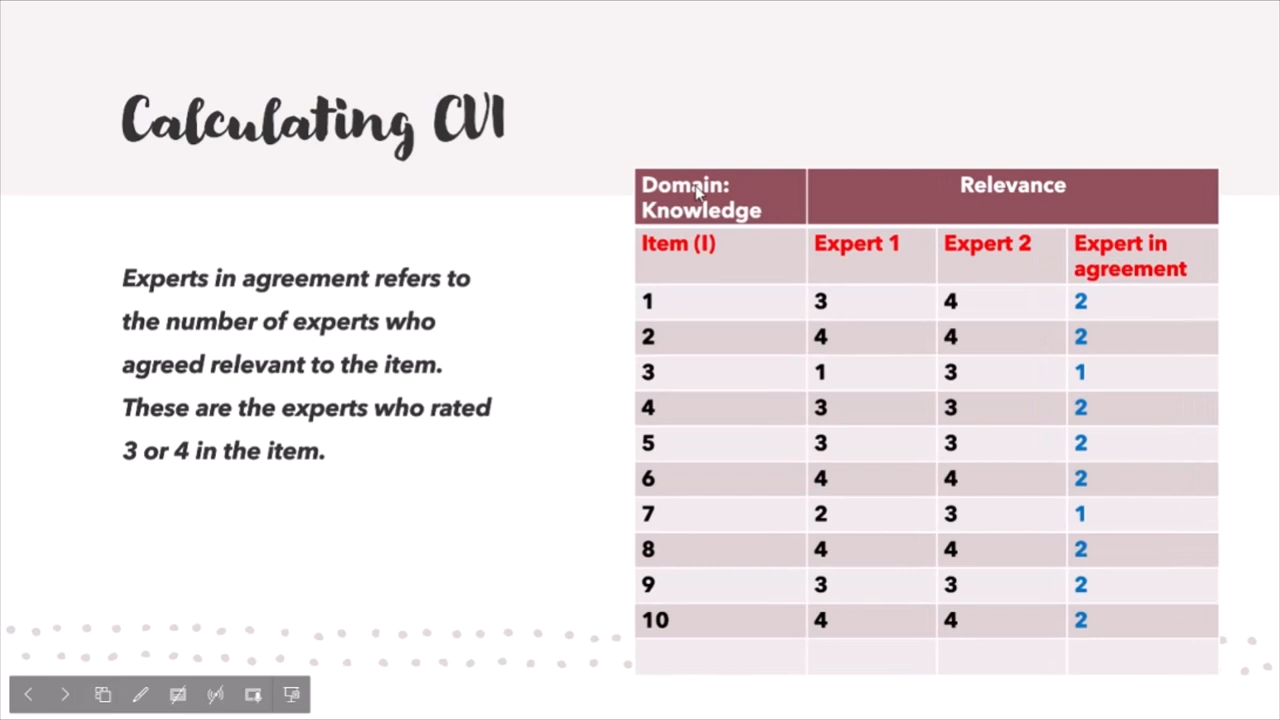 Calculating CVI
Experts in agreement refers to
the number of experts who
agreed relevant to the item.
These are the experts who rated
3 or 4 in the item.
Domain: Relevance
Knowledge
Item (I) Expert 1 Expert 2 Expert in
agreement
1 3 4 2
2 4 4 2
3 1 3 1
4 3 3 2
5 3 3 2
6 4 4 2
7 2 3 1
8 4 4 2
9 3 3 2
10 4 4 2